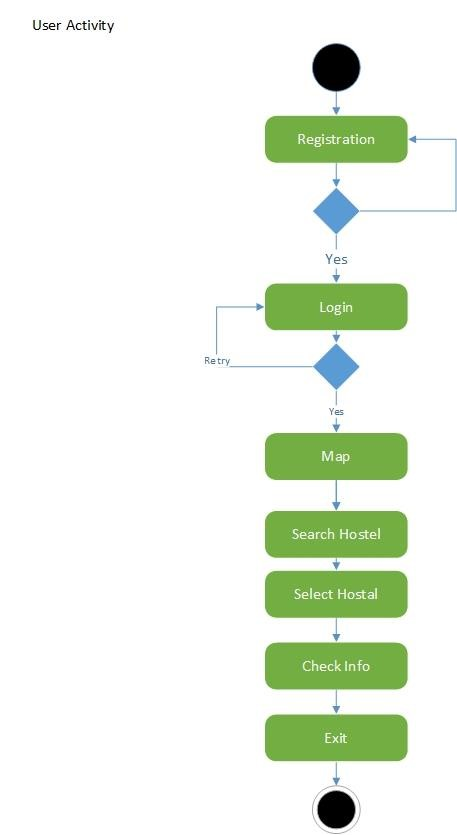 User Activity
Registration
Yes
Login
Retry
Yes
Map
Search Hostel
Select Hostal
Check Info
Exit